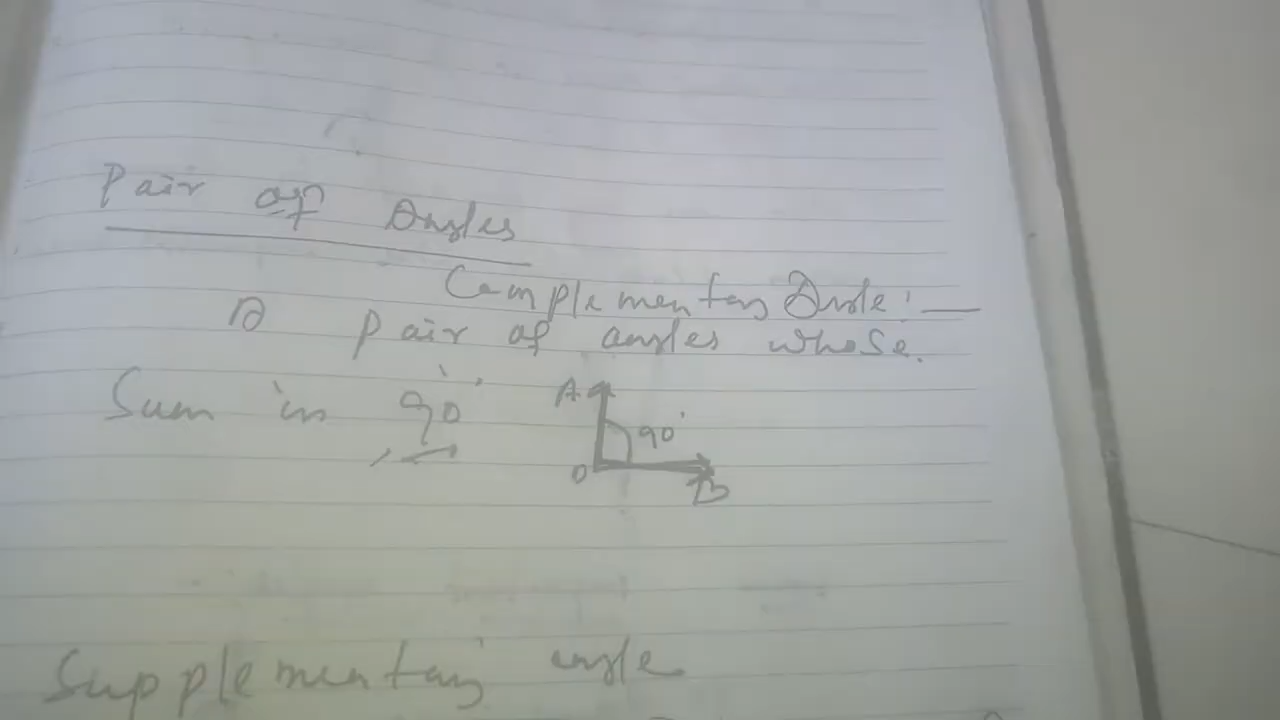 Pair of Angles
Complementary Angle:—
A pair of angles whose.
Sum is 90°
A
90°
O
B
Supplementary angle